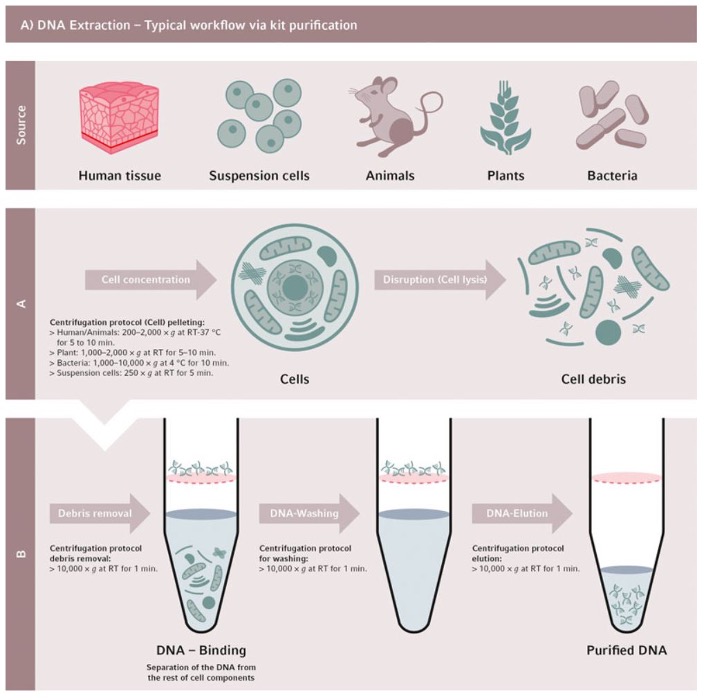 A) DNA Extraction – Typical workflow via kit purification
Source
Human tissue
Suspension cells
Animals
Plants
Bacteria
A
Cell concentration
Disruption (Cell lysis)
Centrifugation protocol (Cell) pelleting:
> Human/Animals: 200–2,000 × g at RT-37 °C
for 5 to 10 min.
> Plant: 1,000–2,000 × g at RT for 5–10 min.
> Bacteria: 1,000–10,000 × g at 4 °C for 10 min.
> Suspension cells: 250 × g at RT for 5 min.
Cells
Cell debris
B
Debris removal
Centrifugation protocol
debris removal:
> 10,000 × g at RT for 1 min.
DNA-Washing
Centrifugation protocol
for washing:
> 10,000 × g at RT for 1 min.
DNA-Elution
Centrifugation protocol
elution:
> 10,000 × g at RT for 1 min.
DNA – Binding
Separation of the DNA from
the rest of cell components
Purified DNA